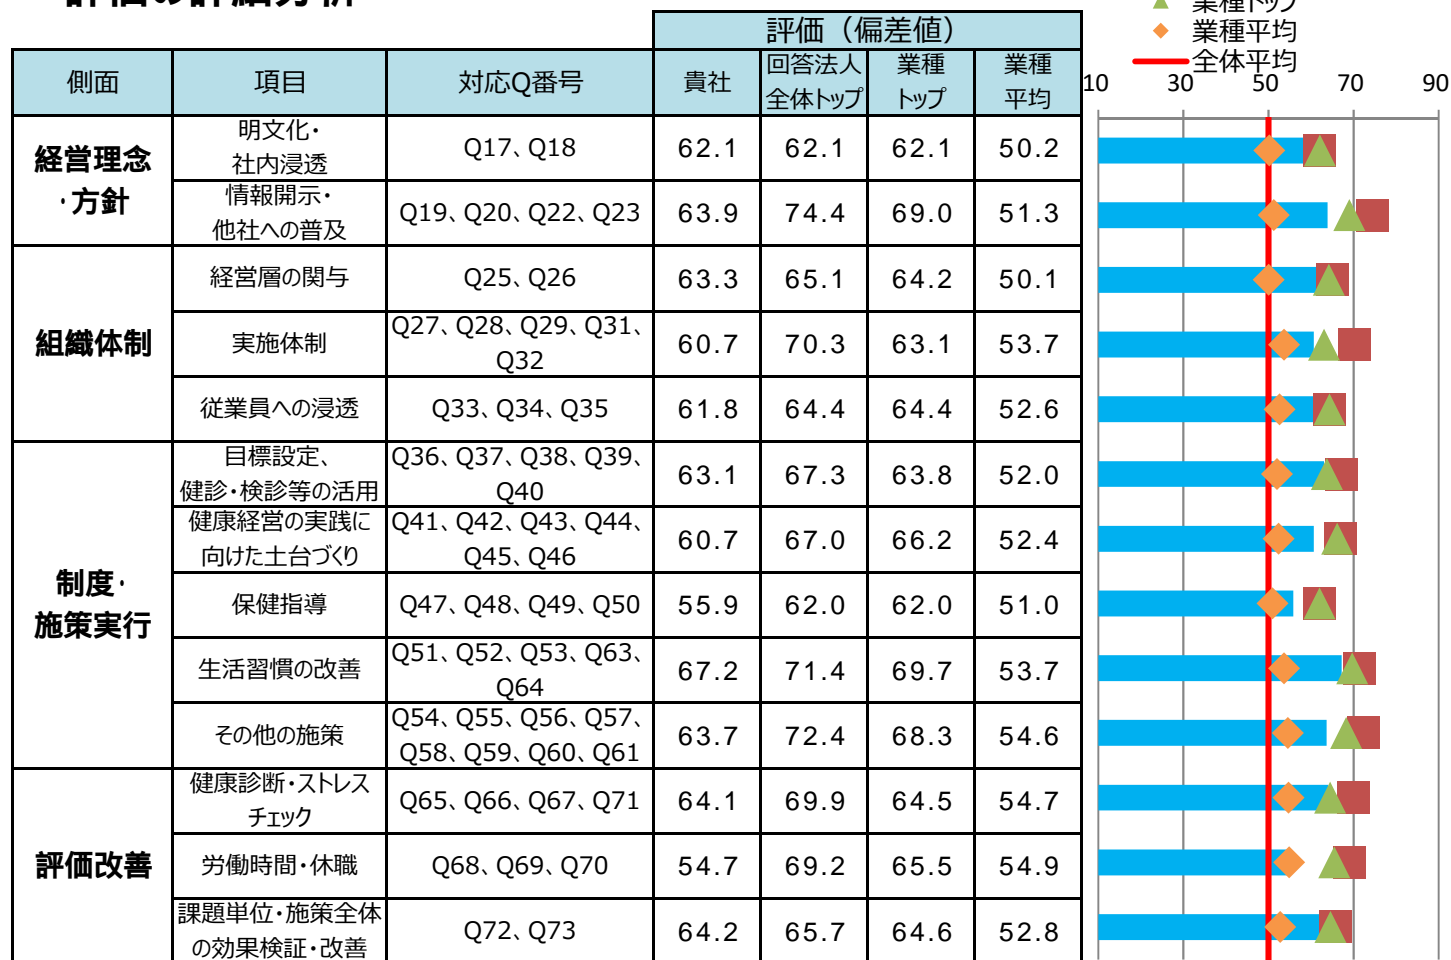 評価の詳細分析
業種トップ
業種平均
全体平均
評価（偏差値）
側面 項目 対応Q番号 貴社 回答法人 業種 業種
全体トップ トップ 平均
10 30 50 70 90
経営理念
・方針
明文化・
社内浸透
Q17、Q18 62.1 62.1 62.1 50.2
情報開示・
他社への普及
Q19、Q20、Q22、Q23 63.9 74.4 69.0 51.3
組織体制
経営層の関与 Q25、Q26 63.3 65.1 64.2 50.1
実施体制
Q27、Q28、Q29、Q31、
Q32
60.7 70.3 63.1 53.7
従業員への浸透 Q33、Q34、Q35 61.8 64.4 64.4 52.6
制度・
施策実行
目標設定、
健診・検診等の活用
Q36、Q37、Q38、Q39、
Q40
63.1 67.3 63.8 52.0
健康経営の実践に
向けた土台づくり
Q41、Q42、Q43、Q44、
Q45、Q46
60.7 67.0 66.2 52.4
保健指導 Q47、Q48、Q49、Q50 55.9 62.0 62.0 51.0
生活習慣の改善
Q51、Q52、Q53、Q63、
Q64
67.2 71.4 69.7 53.7
その他の施策
Q54、Q55、Q56、Q57、
Q58、Q59、Q60、Q61
63.7 72.4 68.3 54.6
評価改善
健康診断・ストレス
チェック
Q65、Q66、Q67、Q71 64.1 69.9 64.5 54.7
労働時間・休職 Q68、Q69、Q70 54.7 69.2 65.5 54.9
課題単位・施策全体
の効果検証・改善
Q72、Q73 64.2 65.7 64.6 52.8